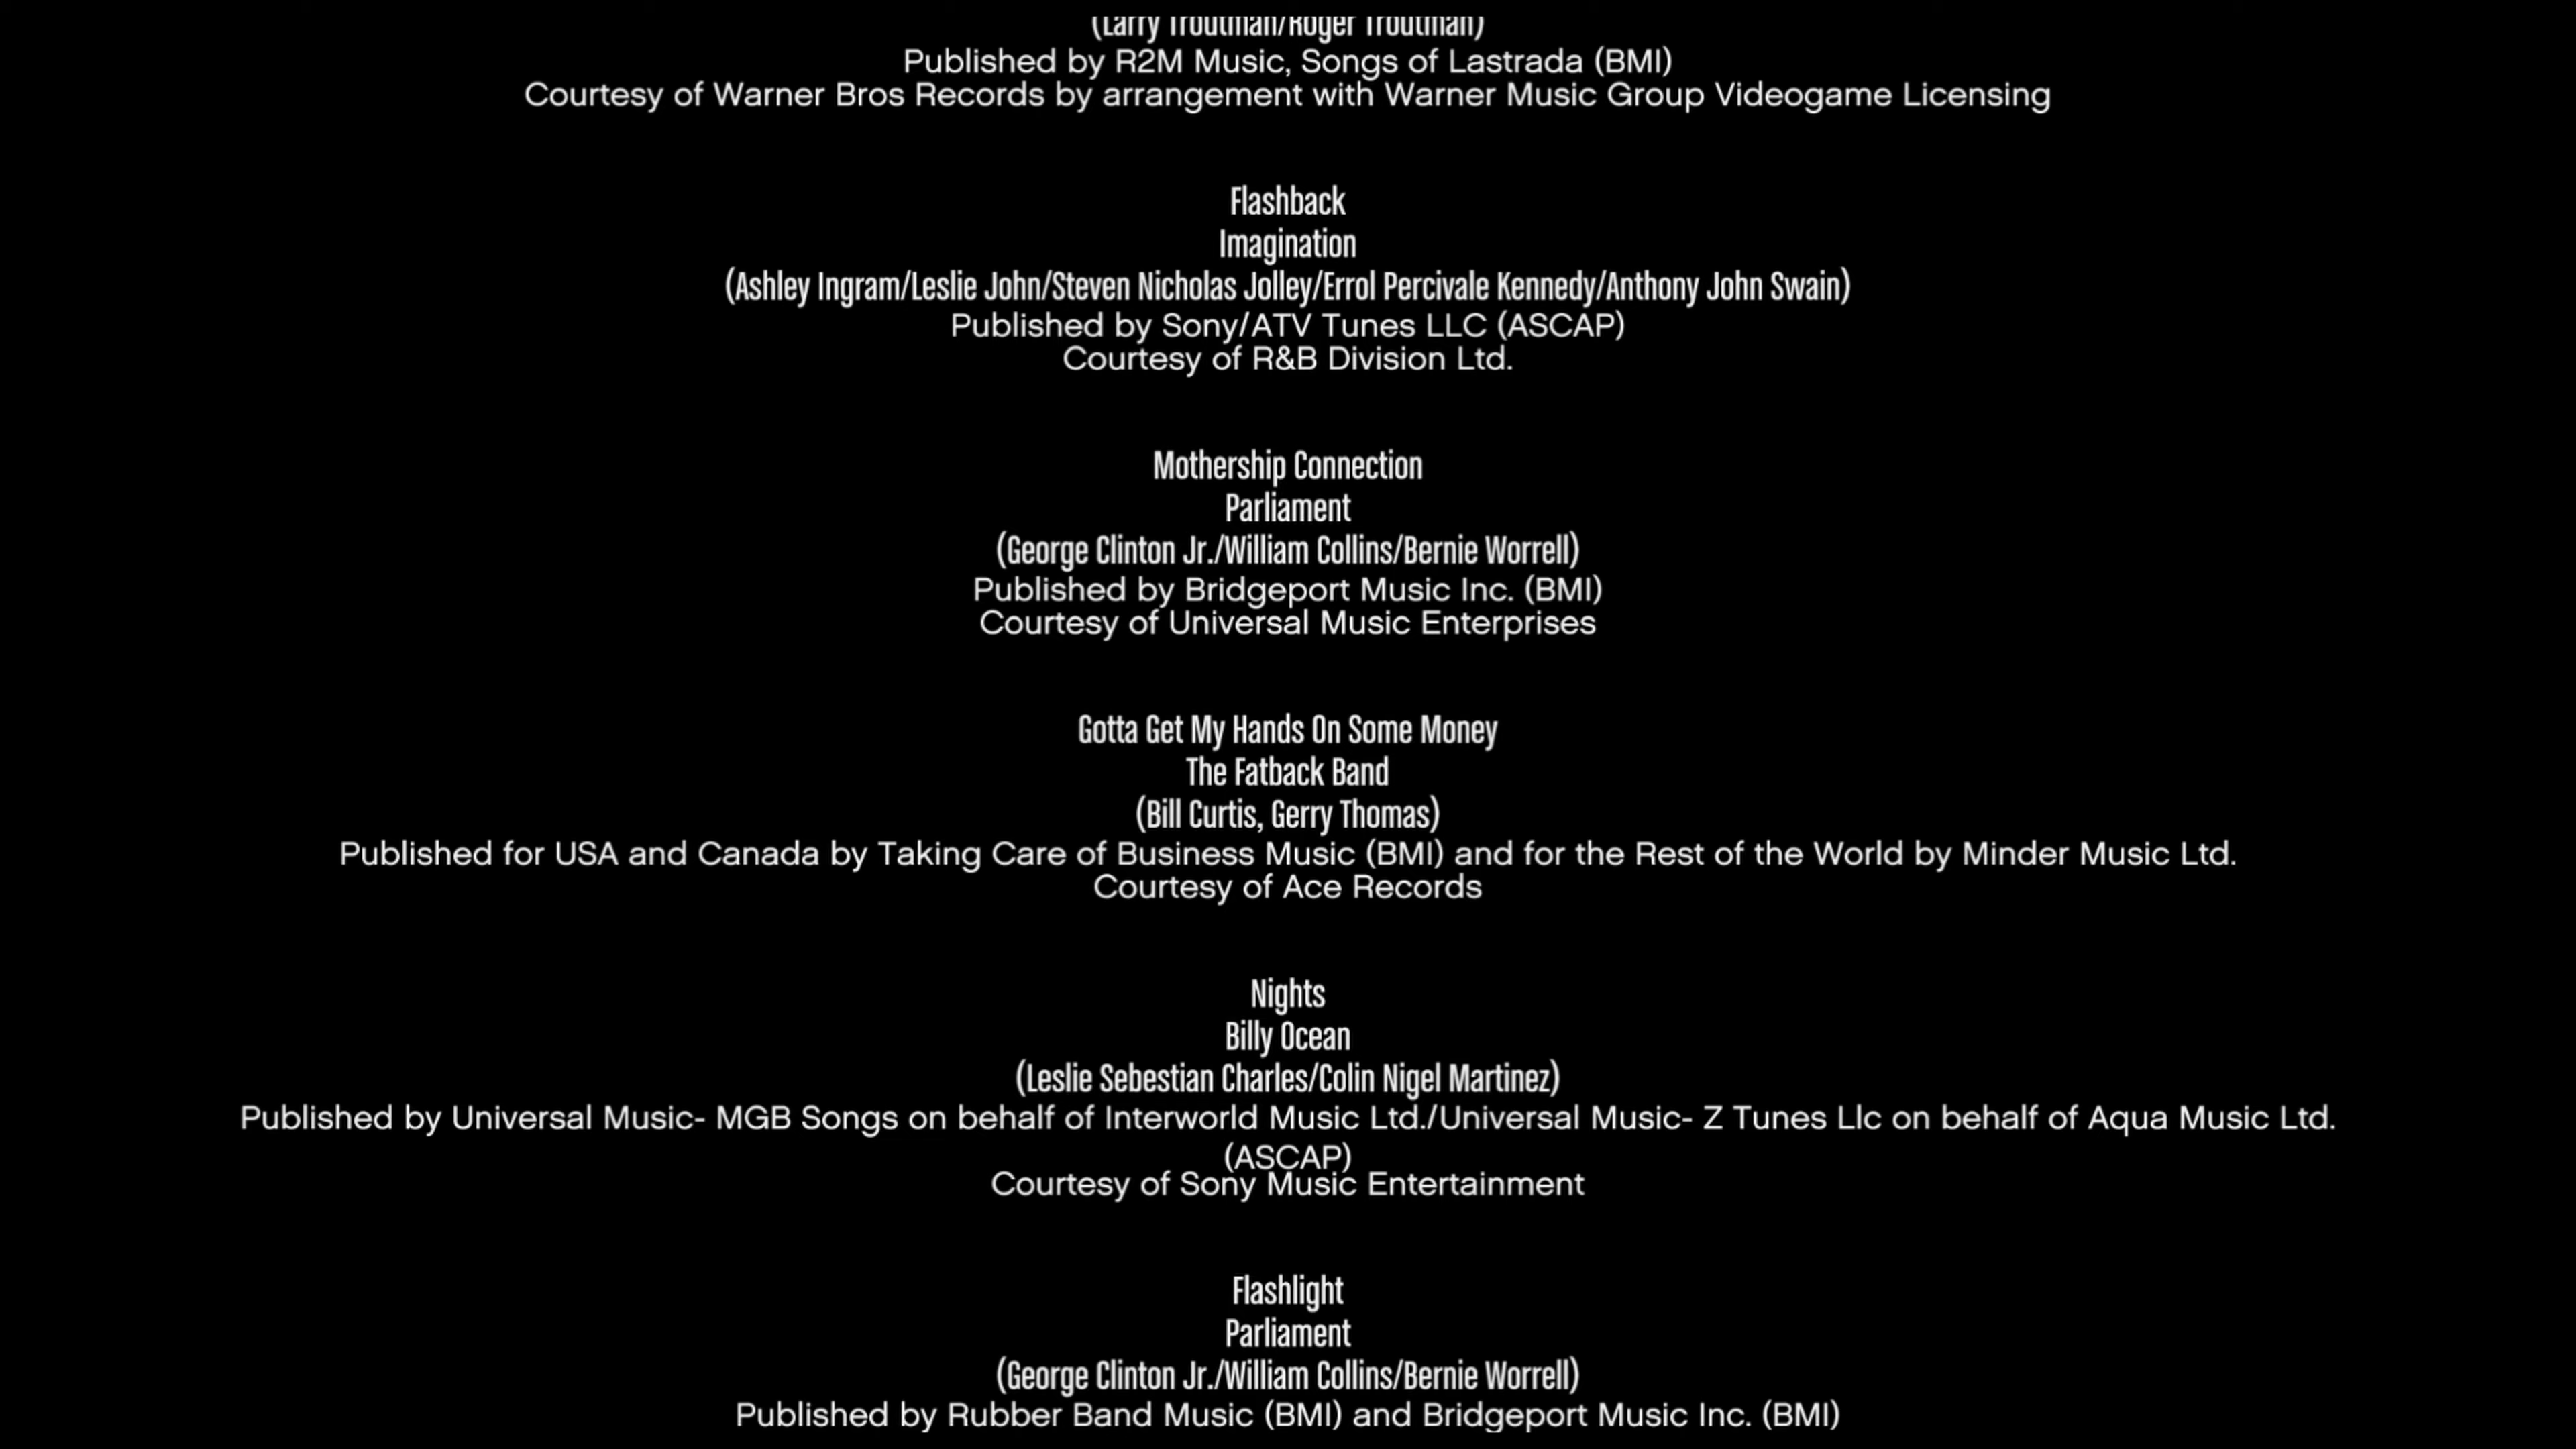 (Larry Troutman/Roger Troutman)
Published by R2M Music, Songs of Lastrada (BMI)
Courtesy of Warner Bros Records by arrangement with Warner Music Group Videogame Licensing
Flashback
Imagination
(Ashley Ingram/Leslie John/Steven Nicholas Jolley/Errol Percivale Kennedy/Anthony John Swain)
Published by Sony/ATV Tunes LLC (ASCAP)
Courtesy of R&B Division Ltd.
Mothership Connection
Parliament
(George Clinton Jr./William Collins/Bernie Worrell)
Published by Bridgeport Music Inc. (BMI)
Courtesy of Universal Music Enterprises
Gotta Get My Hands On Some Money
The Fatback Band
(Bill Curtis, Gerry Thomas)
Published for USA and Canada by Taking Care of Business Music (BMI) and for the Rest of the World by Minder Music Ltd.
Courtesy of Ace Records
Nights
Billy Ocean
(Leslie Sebestian Charles/Colin Nigel Martinez)
Published by Universal Music- MGB Songs on behalf of Interworld Music Ltd./Universal Music- Z Tunes Llc on behalf of Aqua Music Ltd.
(ASCAP)
Courtesy of Sony Music Entertainment
Flashlight
Parliament
(George Clinton Jr./William Collins/Bernie Worrell)
Published by Rubber Band Music (BMI) and Bridgeport Music Inc. (BMI)